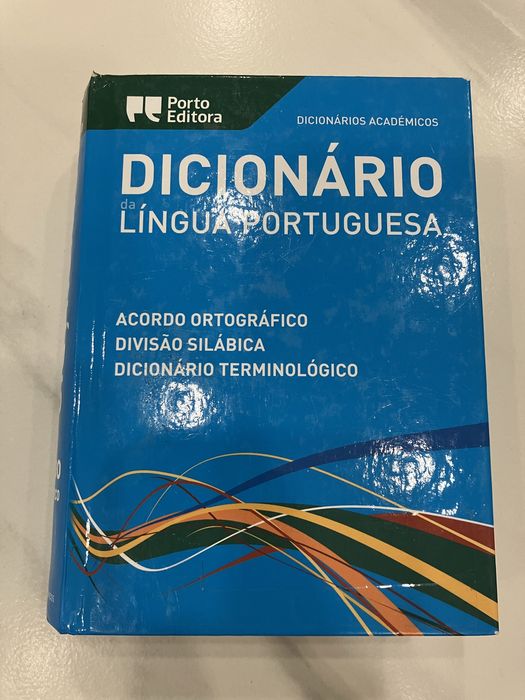 Porto
Editora
DICIONÁRIOS ACADÉMICOS
DICIONÁRIO
da
LÍNGUA PORTUGUESA
ACORDO ORTOGRÁFICO
DIVISÃO SILÁBICA
DICIONÁRIO TERMINOLÓGICO